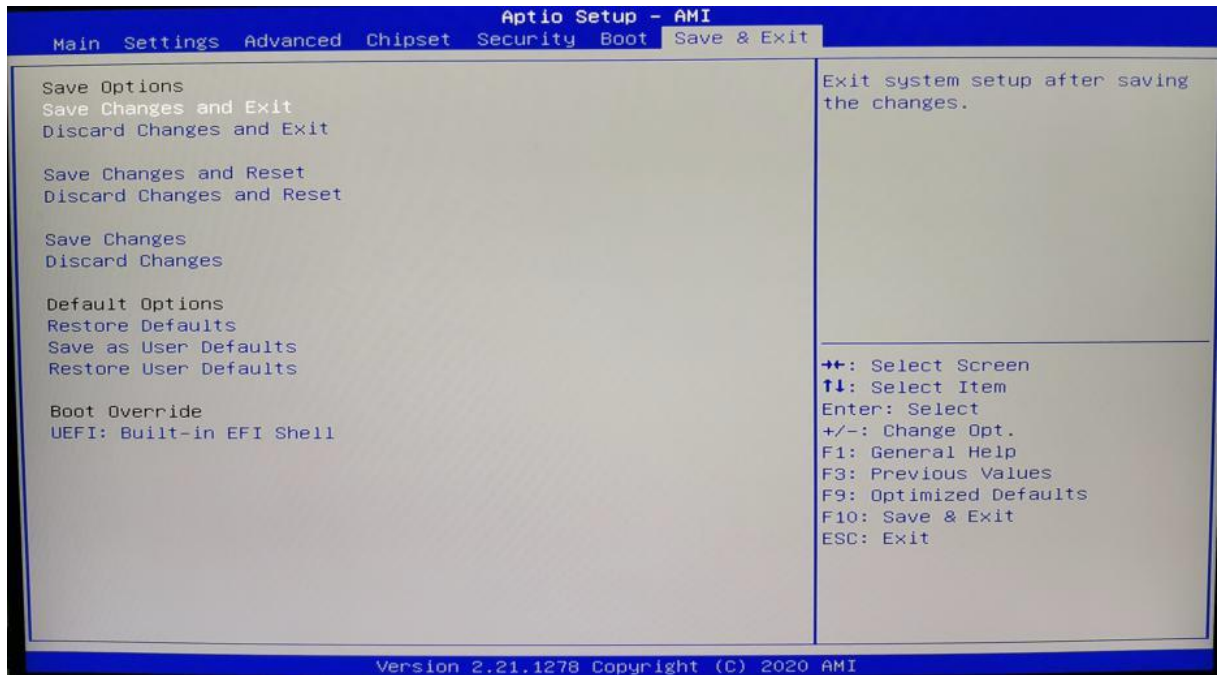 Aptio Setup – AMI
Main Settings Advanced Chipset Security Boot Save & Exit
Save Options
Save Changes and Exit
Discard Changes and Exit
Save Changes and Reset
Discard Changes and Reset
Save Changes
Discard Changes
Default Options
Restore Defaults
Save as User Defaults
Restore User Defaults
Boot Override
UEFI: Built-in EFI Shell
Exit system setup after saving
the changes.
→←: Select Screen
↑↓: Select Item
Enter: Select
+/-: Change Opt.
F1: General Help
F3: Previous Values
F9: Optimized Defaults
F10: Save & Exit
ESC: Exit
Version 2.21.1278 Copyright (C) 2020 AMI